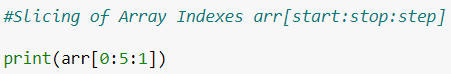 #Slicing of Array Indexes arr[start:stop:step]
print(arr[0:5:1])